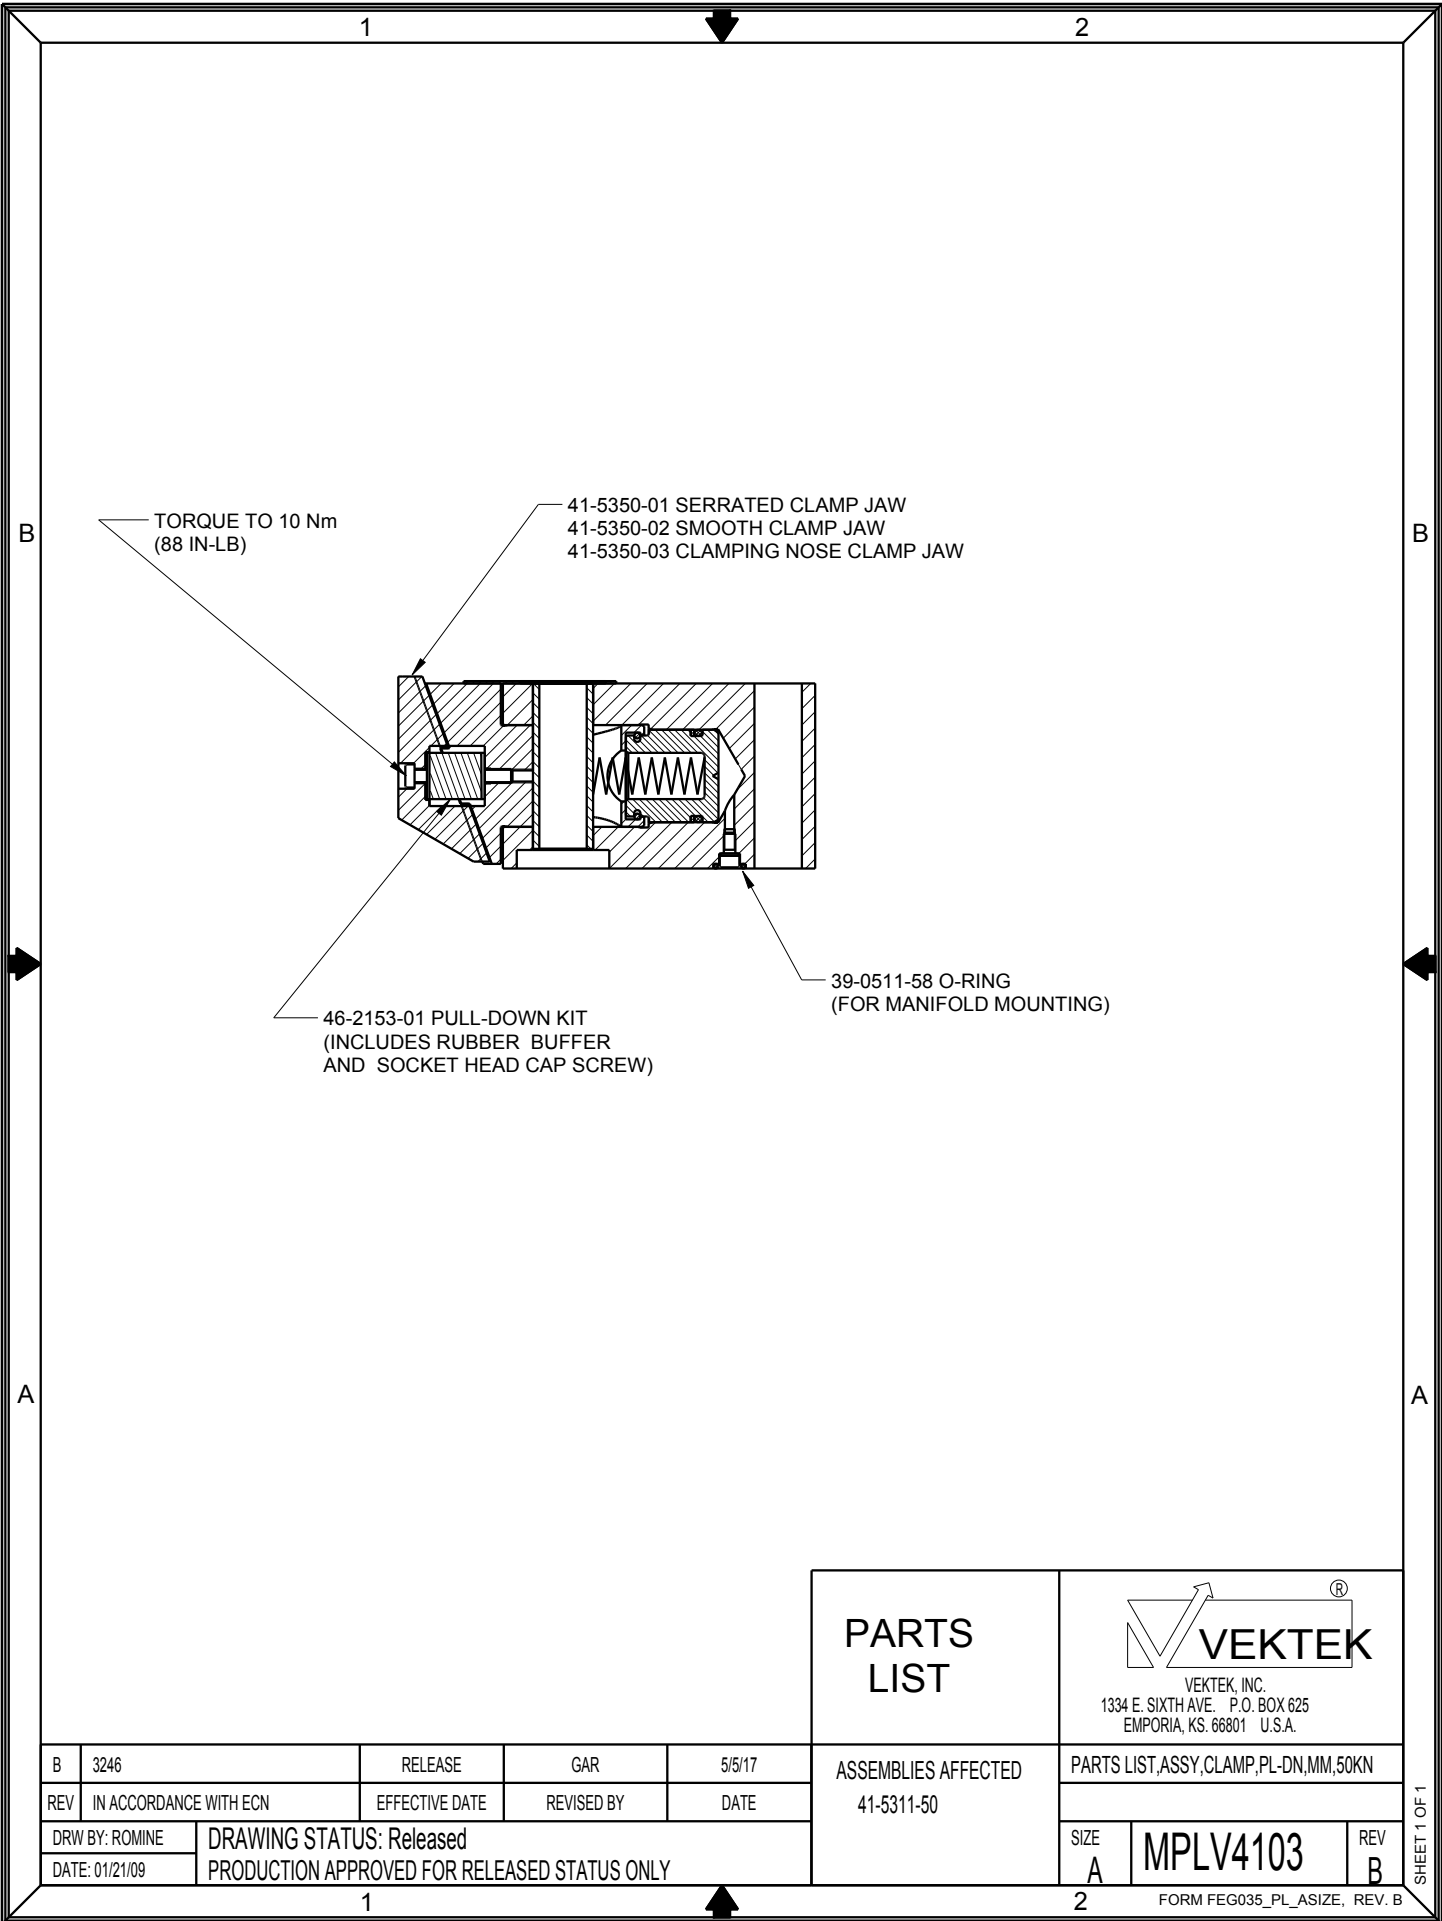 1
2
B
B
TORQUE TO 10 Nm
(88 IN-LB)
41-5350-01 SERRATED CLAMP JAW
41-5350-02 SMOOTH CLAMP JAW
41-5350-03 CLAMPING NOSE CLAMP JAW
39-0511-58 O-RING
(FOR MANIFOLD MOUNTING)
46-2153-01 PULL-DOWN KIT
(INCLUDES RUBBER BUFFER
AND SOCKET HEAD CAP SCREW)
A
A
PARTS
LIST
®
VEKTEK
VEKTEK, INC.
1334 E. SIXTH AVE. P.O. BOX 625
EMPORIA, KS. 66801 U.S.A.
B 3246 RELEASE GAR 5/5/17
REV IN ACCORDANCE WITH ECN EFFECTIVE DATE REVISED BY DATE
DRW BY: ROMINE
DATE: 01/21/09
DRAWING STATUS: Released
PRODUCTION APPROVED FOR RELEASED STATUS ONLY
ASSEMBLIES AFFECTED
41-5311-50
PARTS LIST,ASSY,CLAMP,PL-DN,MM,50KN
SIZE
A
MPLV4103
REV
B
SHEET 1 OF 1
1
2
FORM FEG035_PL_ASIZE, REV. B